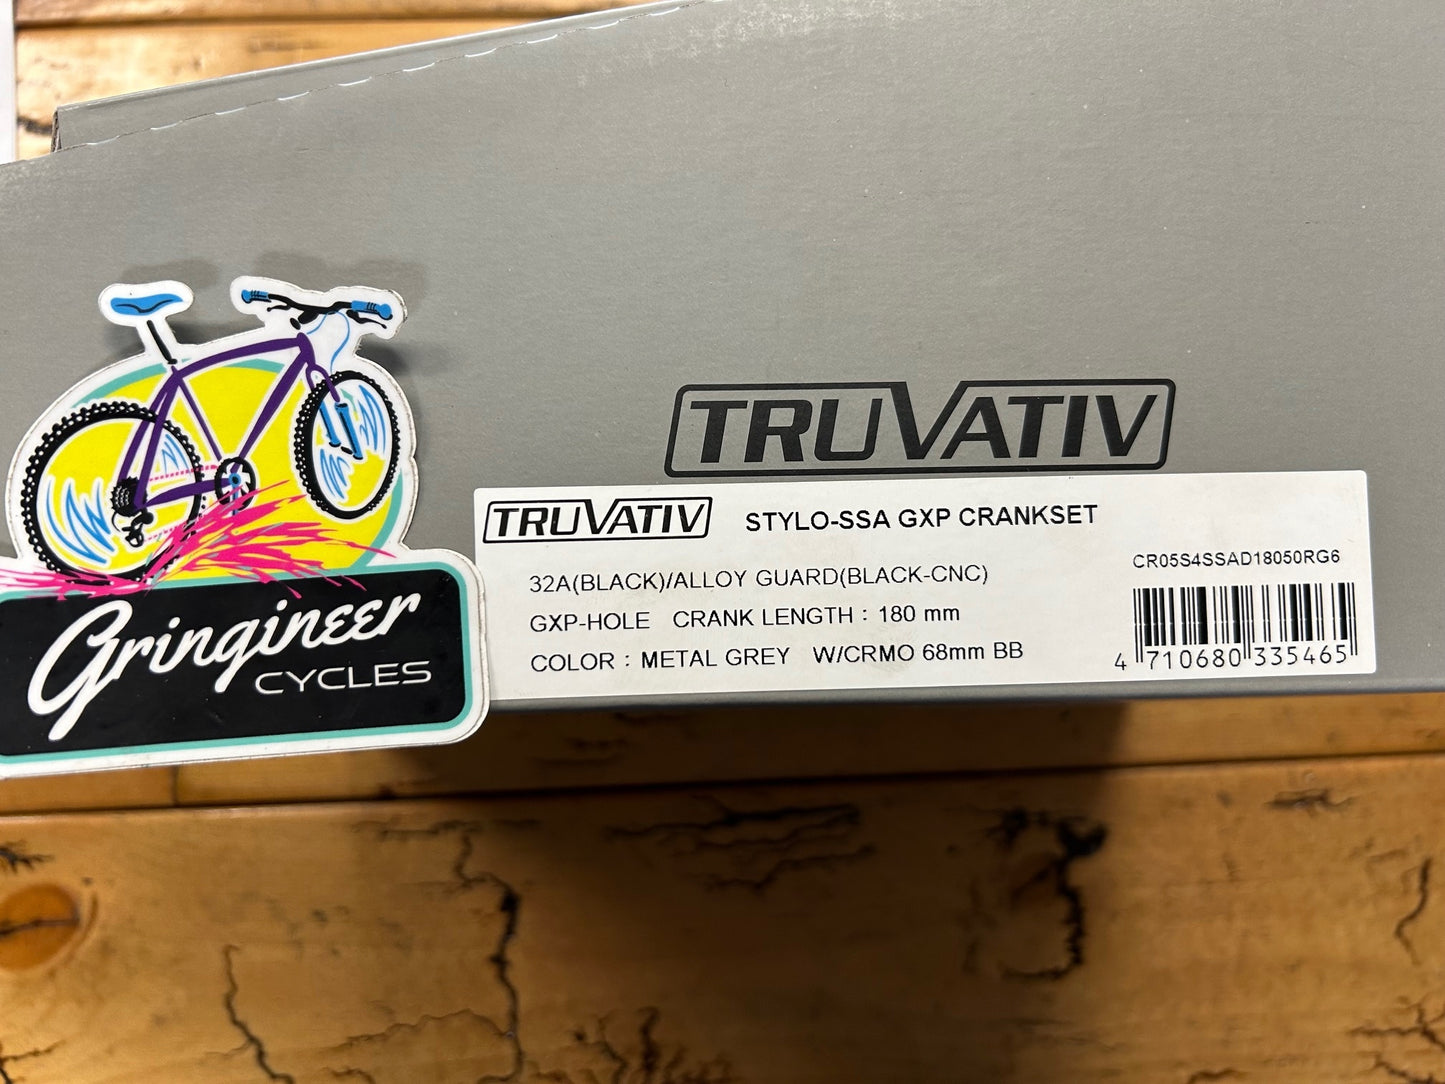 TRUVATIV
TRUVATIV STYLO-SSA GXP CRANKSET
32A(BLACK)/ALLOY GUARD(BLACK-CNC)
GXP-HOLE CRANK LENGTH : 180 mm
COLOR : METAL GREY W/CRMO 68mm BB
CR05S4SSAD18050RG6
4 710680 335465
Gringineer
CYCLES